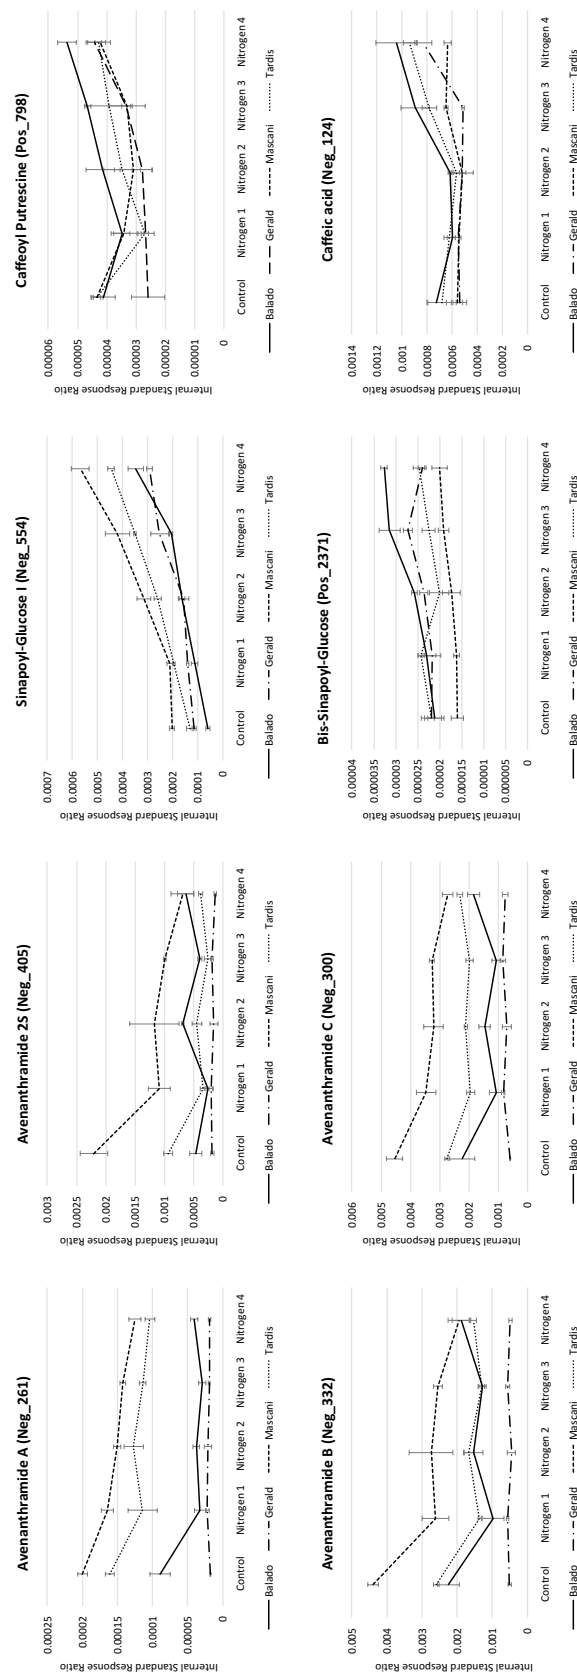 Avenanthramide A (Neg_261)
Internal Standard Response Ratio
0.00025
0.0002
0.00015
0.0001
0.00005
0
Control Nitrogen 1 Nitrogen 2 Nitrogen 3 Nitrogen 4
Balado Gerald Mascani Tardis
Avenanthramide 2S (Neg_405)
Internal Standard Response Ratio
0.003
0.0025
0.002
0.0015
0.001
0.0005
0
Control Nitrogen 1 Nitrogen 2 Nitrogen 3 Nitrogen 4
Balado Gerald Mascani Tardis
Sinapoyl-Glucose I (Neg_554)
Internal Standard Response Ratio
0.0007
0.0006
0.0005
0.0004
0.0003
0.0002
0.0001
0
Control Nitrogen 1 Nitrogen 2 Nitrogen 3 Nitrogen 4
Balado Gerald Mascani Tardis
Caffeoyl Putrescine (Pos_798)
Internal Standard Response Ratio
0.00006
0.00005
0.00004
0.00003
0.00002
0.00001
0
Control Nitrogen 1 Nitrogen 2 Nitrogen 3 Nitrogen 4
Balado Gerald Mascani Tardis
Avenanthramide B (Neg_332)
Internal Standard Response Ratio
0.005
0.004
0.003
0.002
0.001
0
Control Nitrogen 1 Nitrogen 2 Nitrogen 3 Nitrogen 4
Balado Gerald Mascani Tardis
Avenanthramide C (Neg_300)
Internal Standard Response Ratio
0.006
0.005
0.004
0.003
0.002
0.001
0
Control Nitrogen 1 Nitrogen 2 Nitrogen 3 Nitrogen 4
Balado Gerald Mascani Tardis
Bis-Sinapoyl-Glucose (Pos_2371)
Internal Standard Response Ratio
0.00004
0.000035
0.00003
0.000025
0.00002
0.000015
0.00001
0.000005
0
Control Nitrogen 1 Nitrogen 2 Nitrogen 3 Nitrogen 4
Balado Gerald Mascani Tardis
Caffeic acid (Neg_124)
Internal Standard Response Ratio
0.00014
0.00012
0.0001
0.00008
0.00006
0.00004
0.00002
0
Control Nitrogen 1 Nitrogen 2 Nitrogen 3 Nitrogen 4
Balado Gerald Mascani Tardis